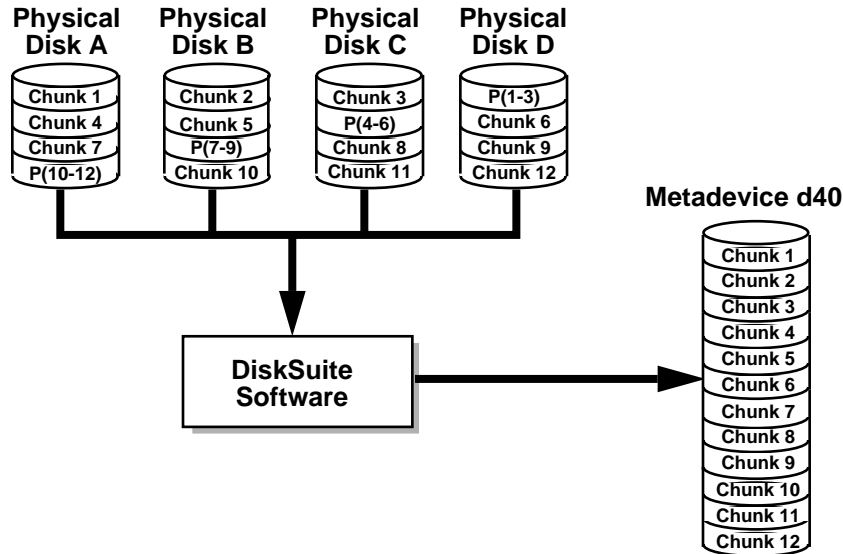 Physical
Disk A
Physical
Disk B
Physical
Disk C
Physical
Disk D
Chunk 1
Chunk 4
Chunk 7
P(10-12)
Chunk 2
Chunk 5
P(7-9)
Chunk 10
Chunk 3
P(4-6)
Chunk 8
Chunk 11
P(1-3)
Chunk 6
Chunk 9
Chunk 12
DiskSuite
Software
Metadevice d40
Chunk 1
Chunk 2
Chunk 3
Chunk 4
Chunk 5
Chunk 6
Chunk 7
Chunk 8
Chunk 9
Chunk 10
Chunk 11
Chunk 12